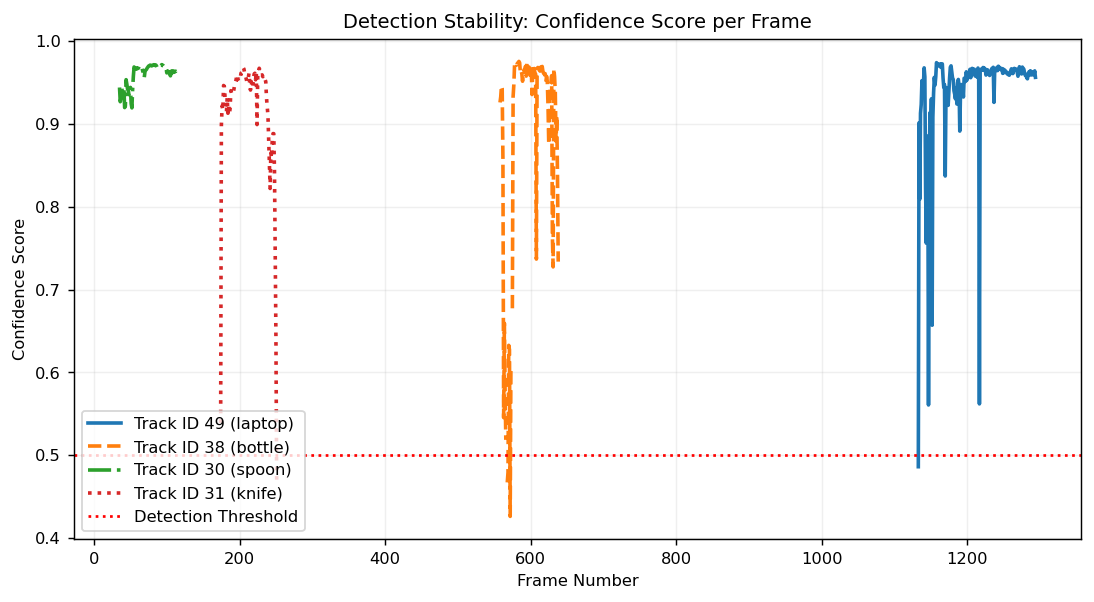 Detection Stability: Confidence Score per Frame
1.0
0.9
0.8
0.7
0.6
0.5
0.4
Confidence Score
Track ID 49 (laptop)
Track ID 38 (bottle)
Track ID 30 (spoon)
Track ID 31 (knife)
Detection Threshold
0 200 400 600 800 1000 1200
Frame Number